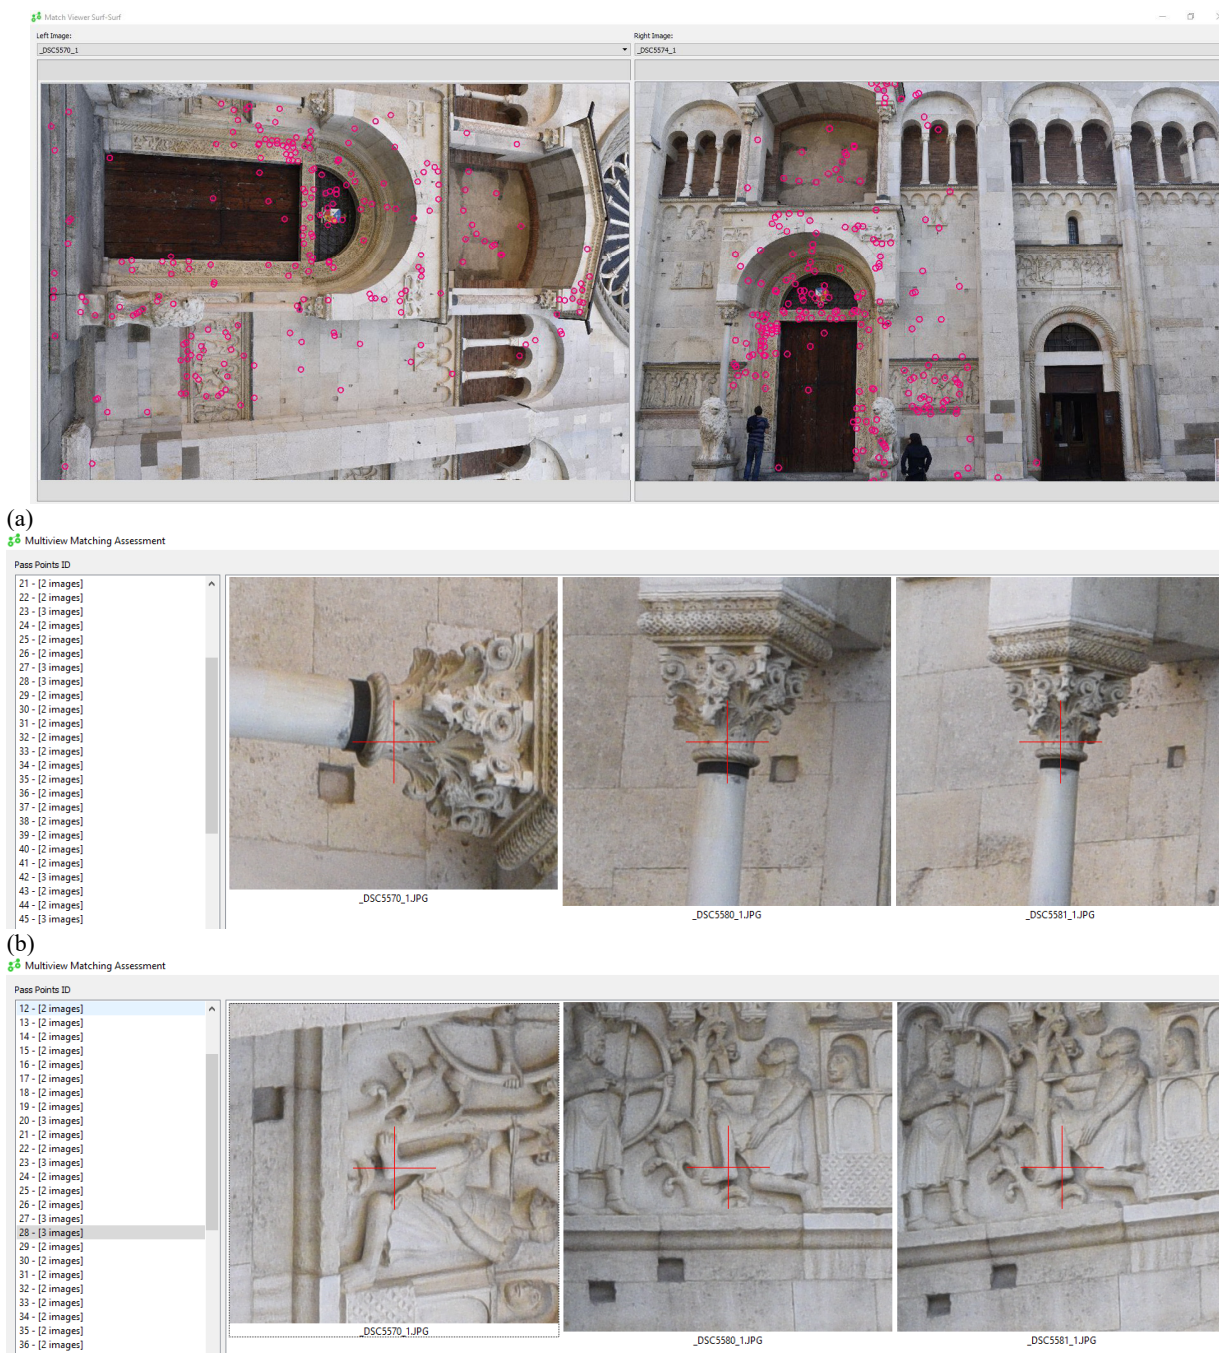 Match Viewer Surf-Surf
Left Image:
Right Image:
_DSC5570_1
_DSC5574_1
(a)
Multiview Matching Assessment
Pass Points ID
21 - [2 images]
22 - [2 images]
23 - [3 images]
24 - [2 images]
25 - [2 images]
26 - [2 images]
27 - [3 images]
28 - [3 images]
29 - [2 images]
30 - [2 images]
31 - [2 images]
32 - [2 images]
33 - [2 images]
34 - [2 images]
35 - [2 images]
36 - [2 images]
37 - [2 images]
38 - [2 images]
39 - [2 images]
40 - [2 images]
41 - [2 images]
42 - [3 images]
43 - [2 images]
44 - [2 images]
45 - [3 images]
_DSC5570_1.JPG
_DSC5580_1.JPG
_DSC5581_1.JPG
(b)
Multiview Matching Assessment
Pass Points ID
12 - [2 images]
13 - [2 images]
14 - [2 images]
15 - [2 images]
16 - [2 images]
17 - [2 images]
18 - [2 images]
19 - [2 images]
20 - [3 images]
21 - [2 images]
22 - [2 images]
23 - [3 images]
24 - [2 images]
25 - [2 images]
26 - [2 images]
27 - [3 images]
28 - [3 images]
29 - [2 images]
30 - [2 images]
31 - [2 images]
32 - [2 images]
33 - [2 images]
34 - [2 images]
35 - [2 images]
36 - [2 images]
_DSC5570_1.JPG
_DSC5580_1.JPG
_DSC5581_1.JPG